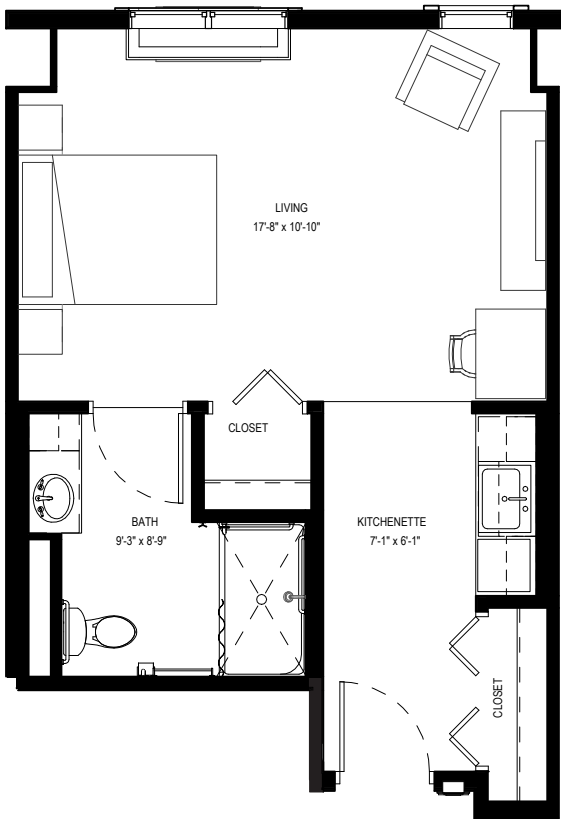 LIVING
17'-8" x 10'-10"
CLOSET
BATH
9'-3" x 8'-9"
KITCHENETTE
7'-1" x 6'-1"
CLOSET